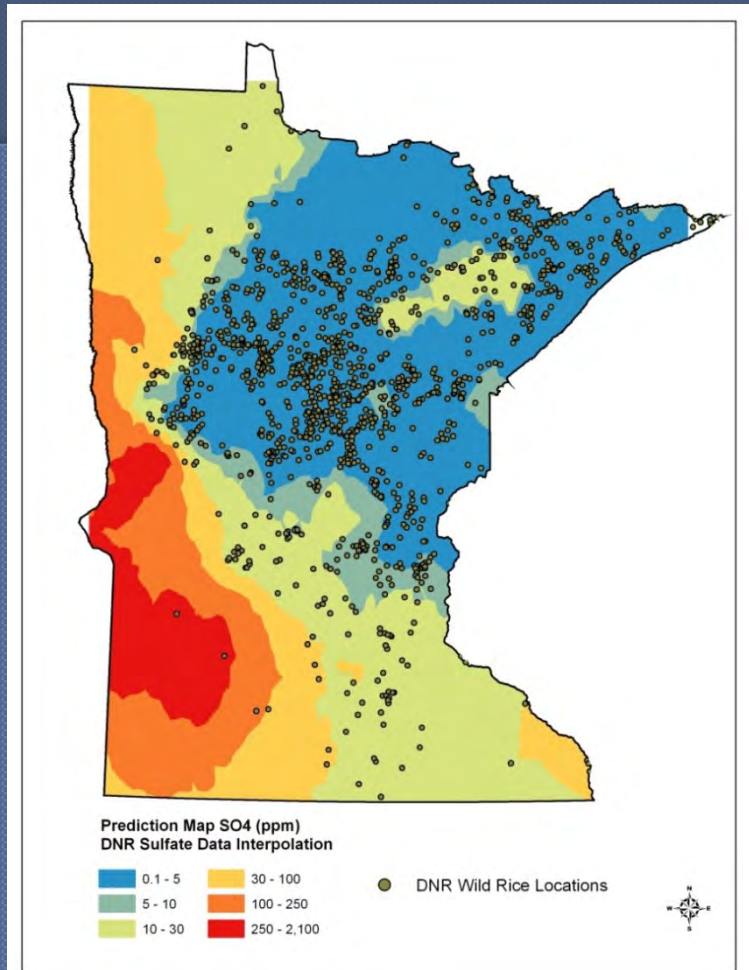 Prediction Map SO4 (ppm)
DNR Sulfate Data Interpolation
0.1 - 5
30 - 100
5 - 10
100 - 250
10 - 30
250 - 2,100
DNR Wild Rice Locations
N
W
E
S